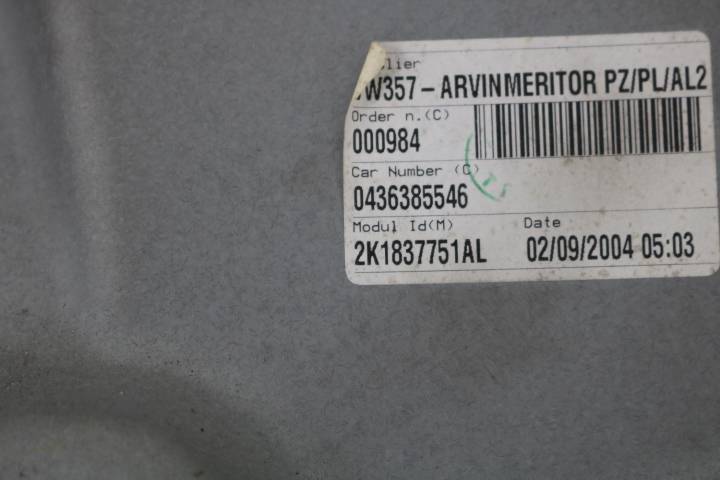 lier
W357 – ARVINMERITOR PZ/PL/AL2
Order n.(C)
000984
Car Number (C)
0436385546
Modul Id(M) Date
2K1837751AL 02/09/2004 05:03